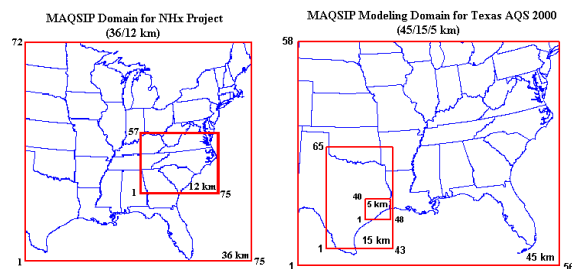 MAQSIP Domain for NHx Project
(36/12 km)
72
57
12 km
1
75
36 km
1
75
MAQSIP Modeling Domain for Texas AQS 2000
(45/15/5 km)
58
65
40
5 km
1
48
15 km
1
43
45 km
1
56